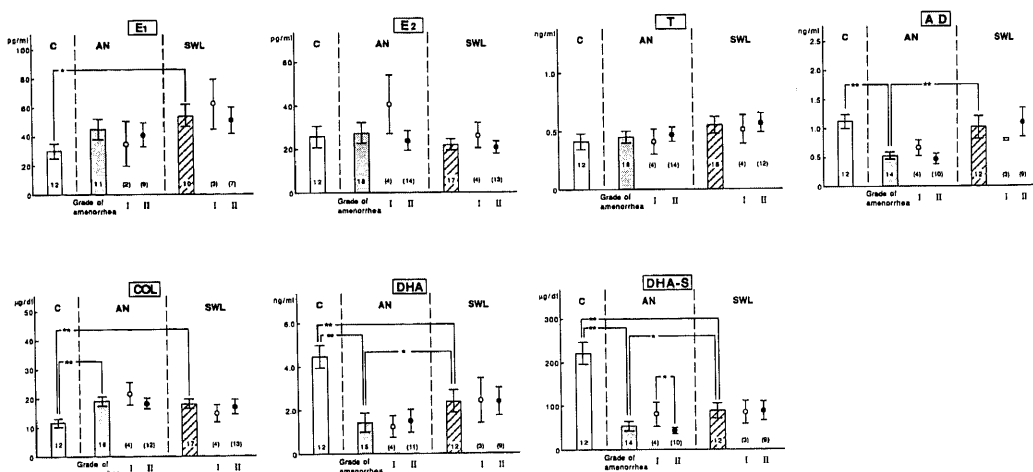 E1
pg/ml
C AN SWL
100
80
60
40
20
0
*
12 11 (2) (9) 10 (3) (7)
Grade of amenorrhea I II I II
E2
pg/ml
C AN SWL
60
40
20
0
12 18 (4) (14) 17 (4) (13)
Grade of amenorrhea I II I II
T
ng/ml
C AN SWL
1.0
0.5
0
12 18 (4) (14) 18 (4) (12)
Grade of amenorrhea I II I II
AD
ng/ml
C AN SWL
2.0
1.5
1.0
0.5
0
** **
12 14 (4) (10) 12 (3) (9)
Grade of amenorrhea I II I II
COL
µg/dl
C AN SWL
50
40
30
20
10
0
**
**
12 16 (4) (12) 17 (4) (13)
Grade of I II I II
DHA
ng/ml
C AN SWL
6.0
4.0
2.0
0
**
**
*
12 15 (4) (11) 12 (3) (9)
Grade of amenorrhea I II I II
DHA-S
µg/dl
C AN SWL
300
200
100
0
**
**
*
*
12 14 (4) (10) 12 (3) (9)
Grade of amenorrhea I II I II